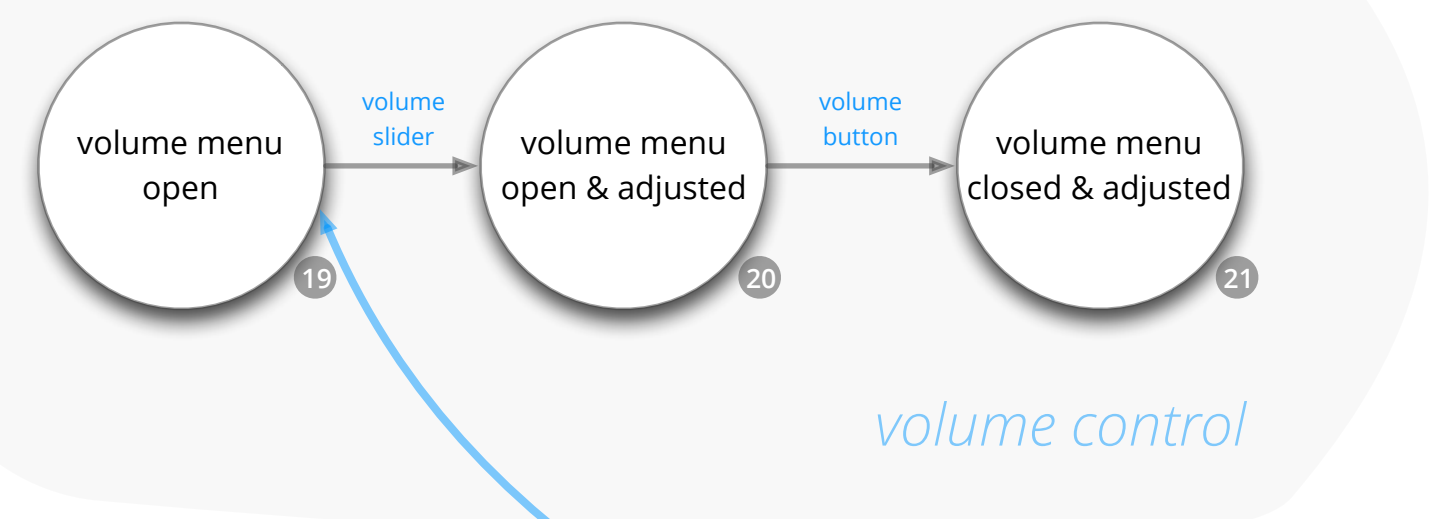 volume menu
open
19
volume
slider
volume menu
open & adjusted
20
volume
button
volume menu
closed & adjusted
21
volume control